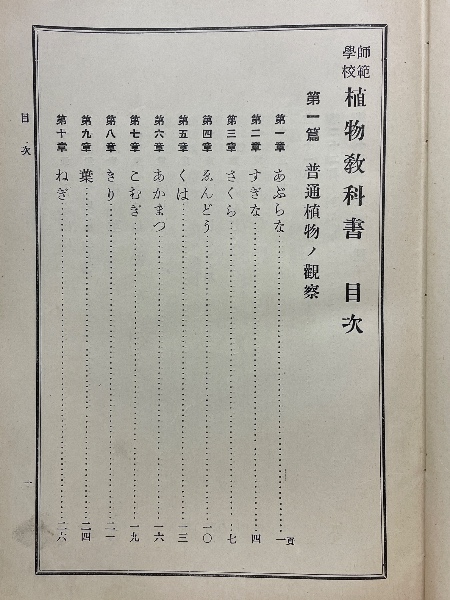 師範學校 植物教科書 目次
第一篇 普通植物ノ觀察
第一章 あぶらな……一頁
第二章 すぎな……四
第三章 さくら……七
第四章 ゑんどう……一〇
第五章 くは……一三
第六章 あかまつ……一六
第七章 こむぎ……一九
第八章 きり……二一
第九章 葉……二四
第十章 ねぎ……二六
目次
一